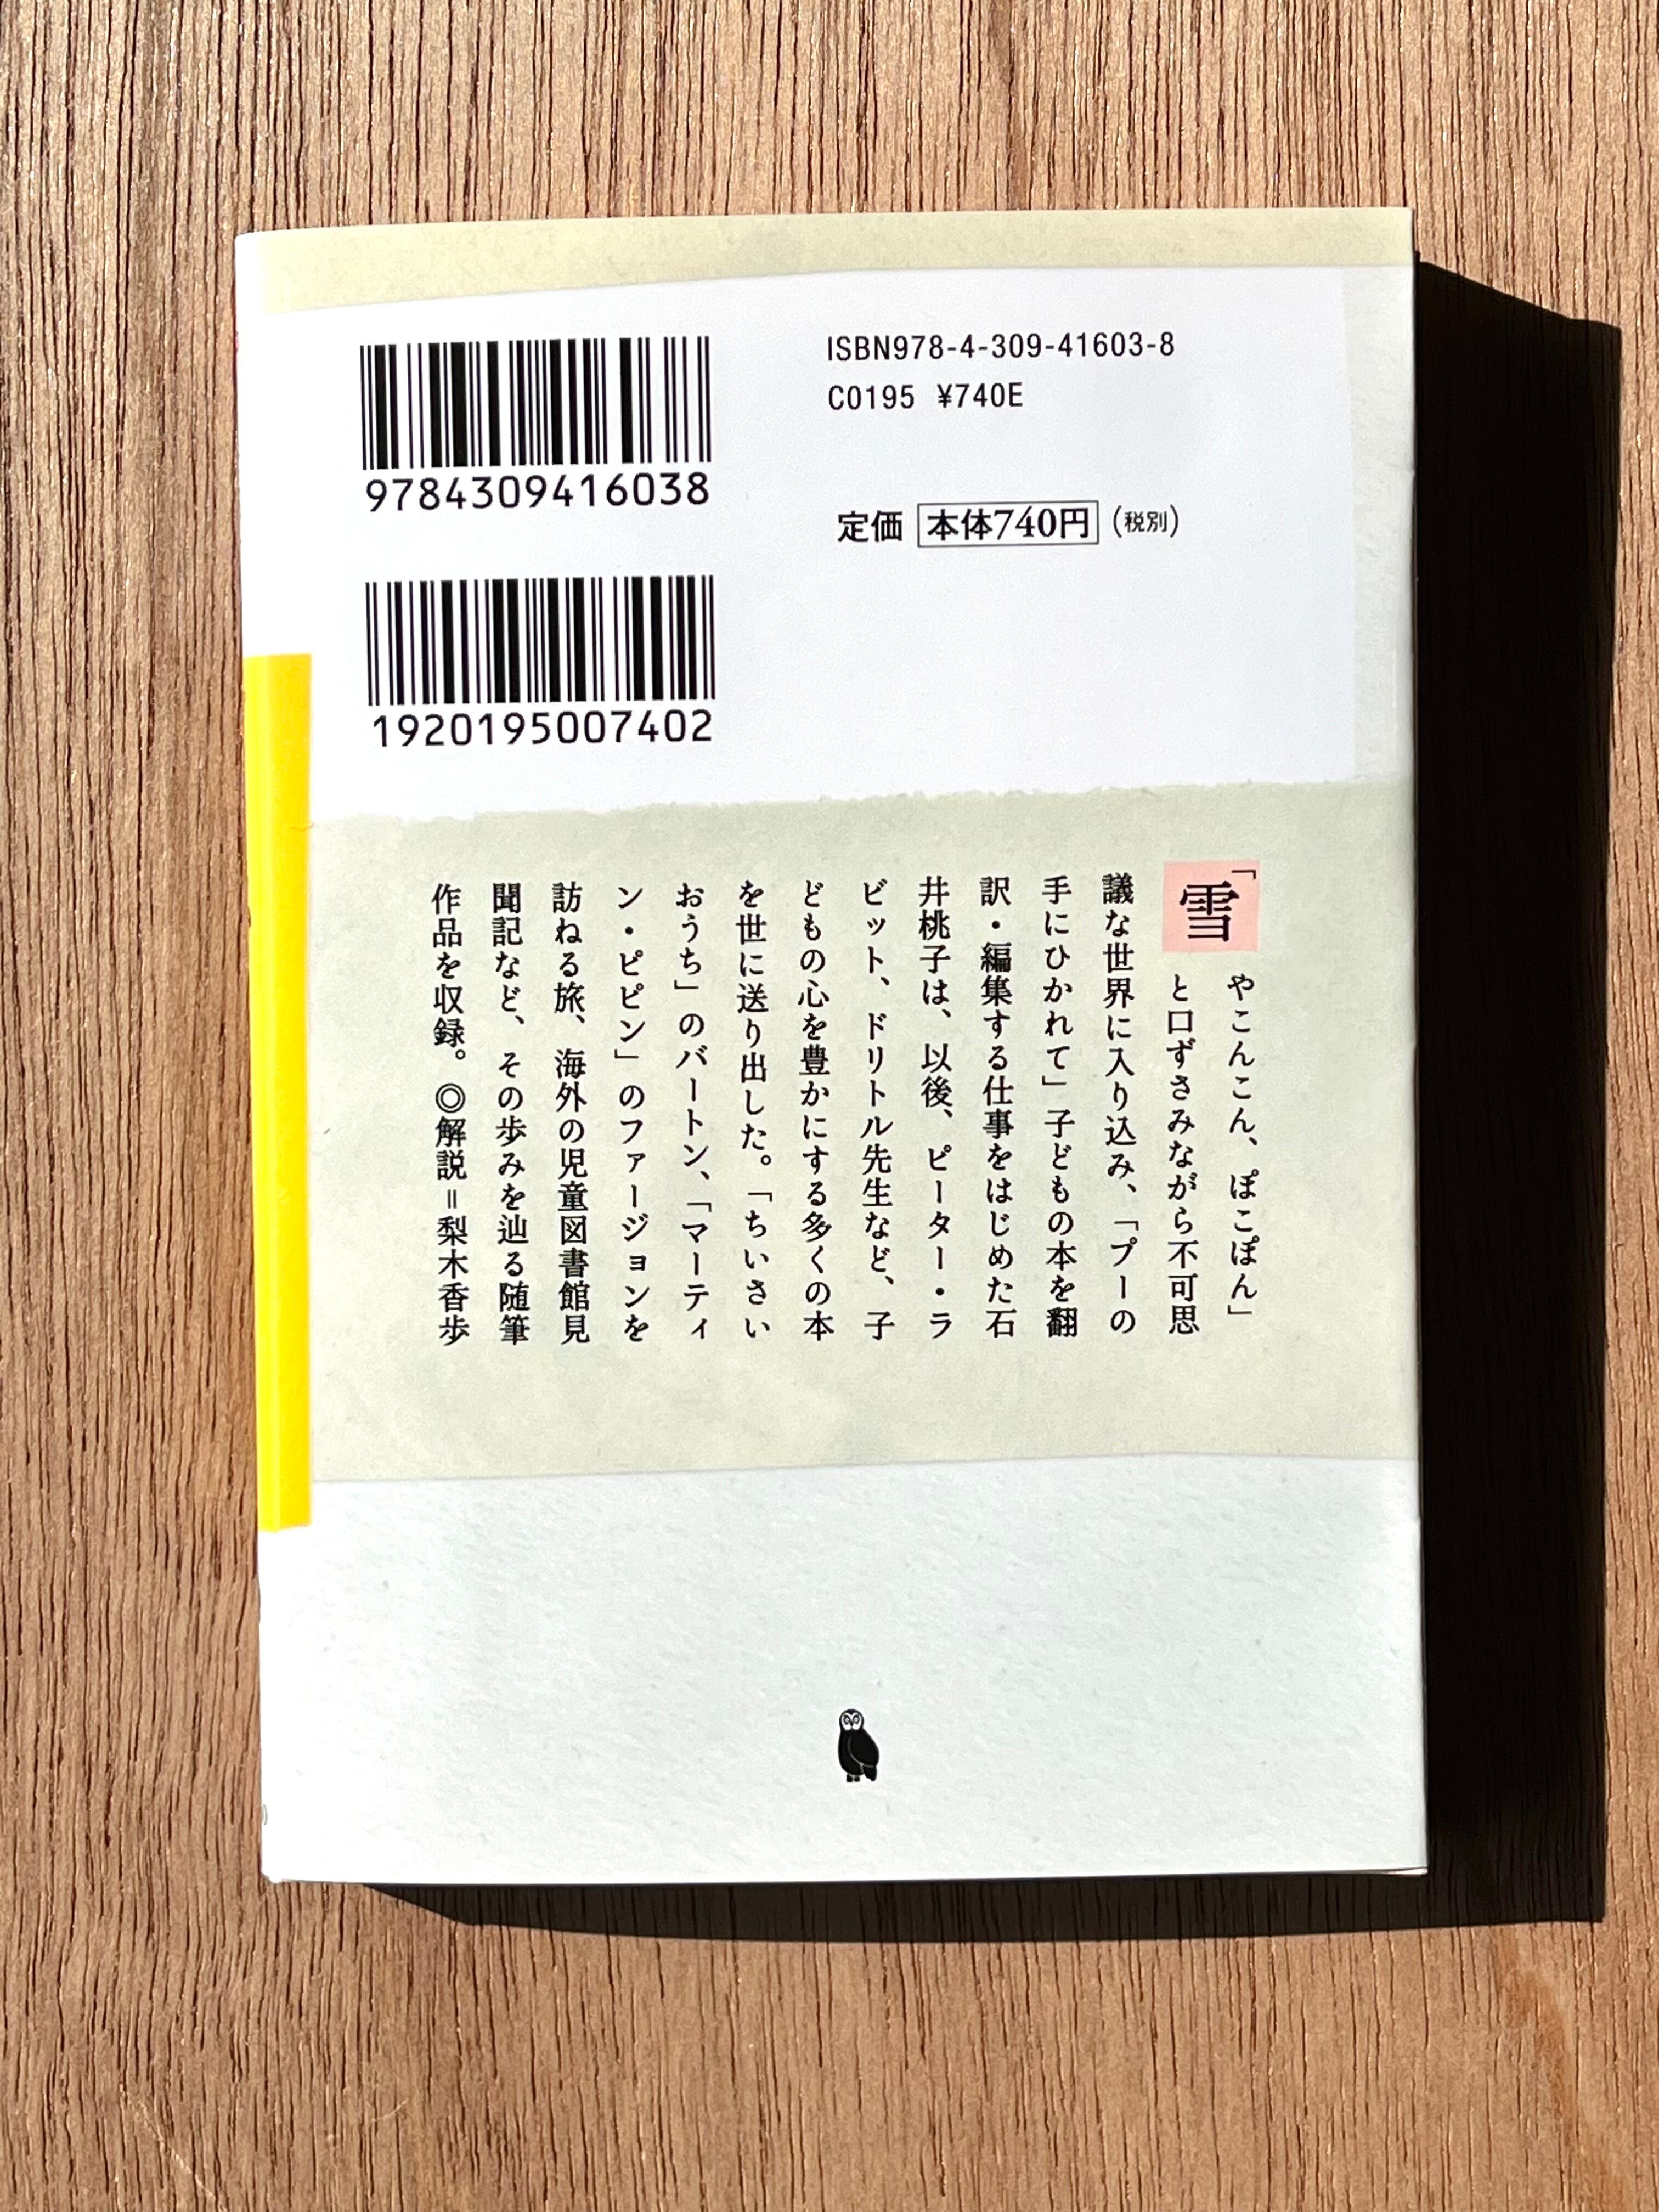 ISBN978-4-309-41603-8
C0195 ¥740E
9784309416038
定価 本体740円 (税別)
1920195007402
「雪やこんこん、ぽこぽん」
と口ずさみながら不可思
議な世界に入り込み、「プーの
手にひかれて」子どもの本を翻
訳・編集する仕事をはじめた石
井桃子は、以後、ピーター・ラ
ビット、ドリトル先生など、子
どもの心を豊かにする多くの本
を世に送り出した。「ちいさい
おうち」のバートン、「マーティ
ン・ピピン」のファージョンを
訪ねる旅、海外の児童図書館見
聞記など、その歩みを辿る随筆
作品を収録。◎解説＝梨木香歩